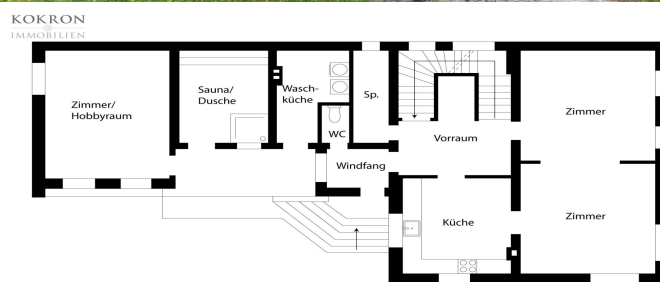 KOKRON
IMMOBILIEN
Zimmer/
Hobbyraum
Sauna/
Dusche
Wasch-
küche
WC
Sp.
Windfang
Vorraum
Küche
Zimmer
Zimmer